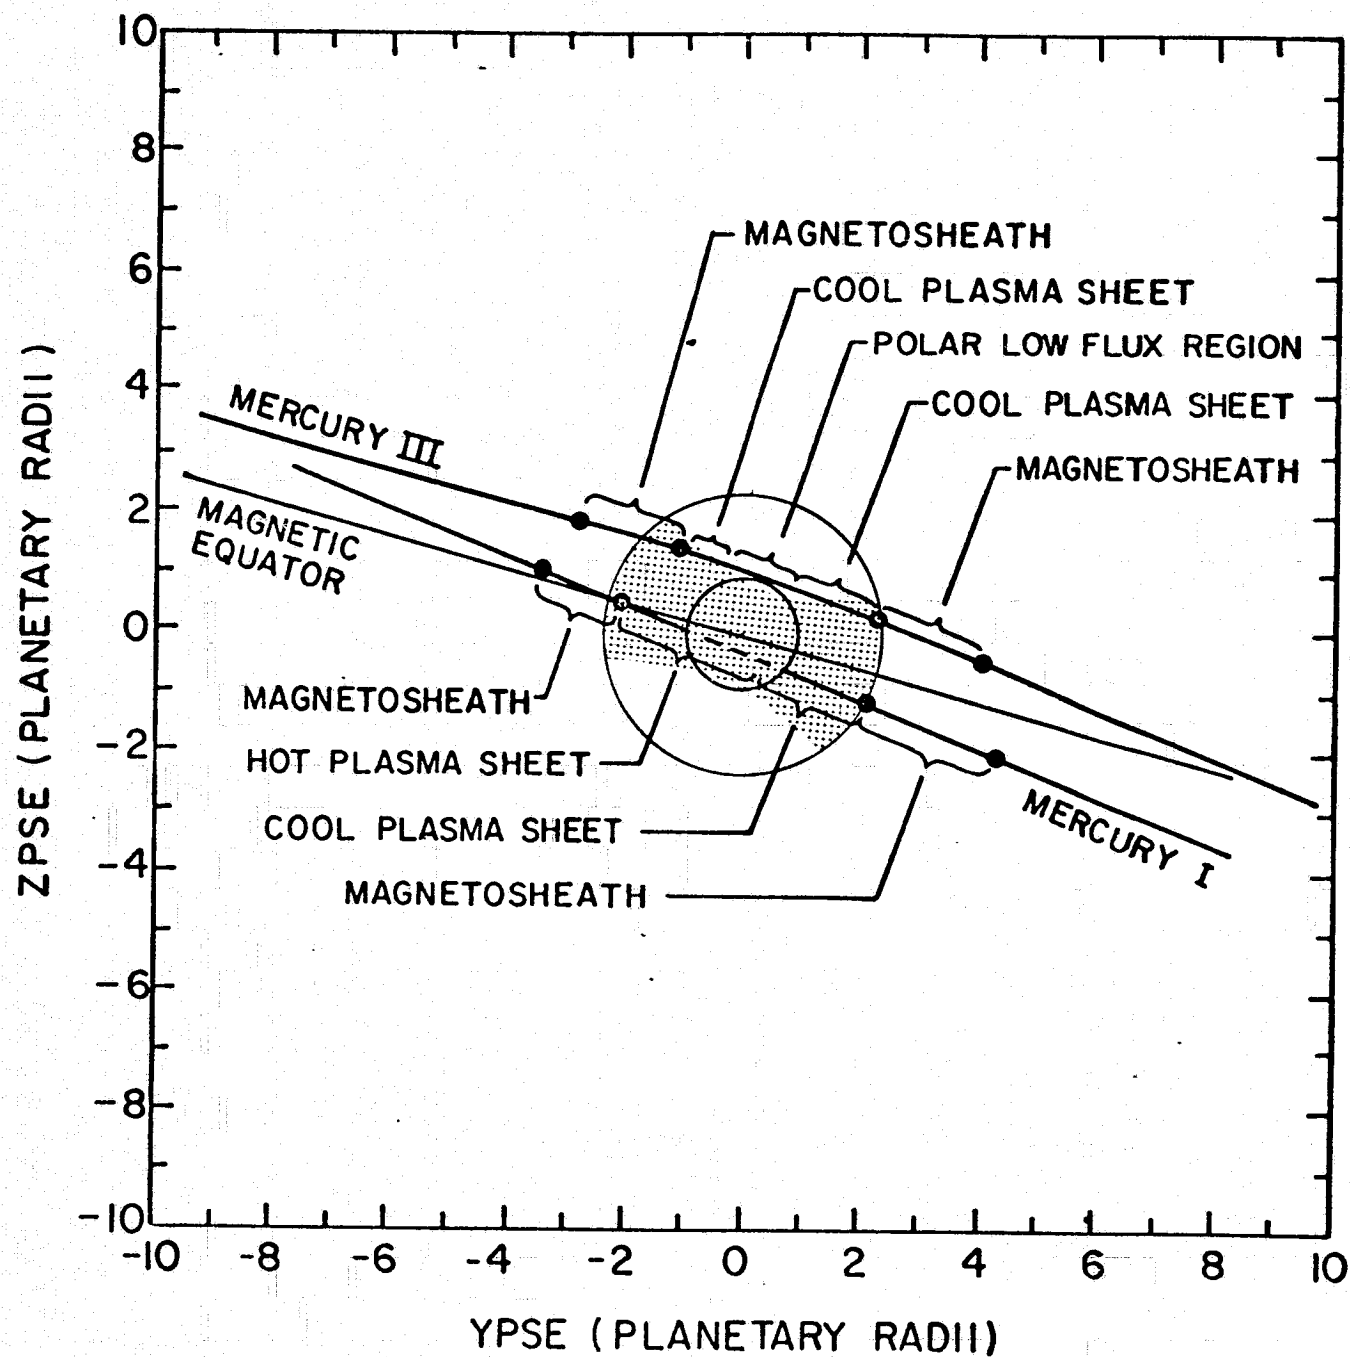 10
8
6
4
2
0
-2
-4
-6
-8
-10
ZPSE (PLANETARY RADII)
MAGNETOSHEATH
COOL PLASMA SHEET
POLAR LOW FLUX REGION
COOL PLASMA SHEET
MAGNETOSHEATH
MERCURY III
MAGNETIC
EQUATOR
MAGNETOSHEATH
HOT PLASMA SHEET
COOL PLASMA SHEET
MAGNETOSHEATH
MERCURY I
-10 -8 -6 -4 -2 0 2 4 6 8 10
YPSE (PLANETARY RADII)